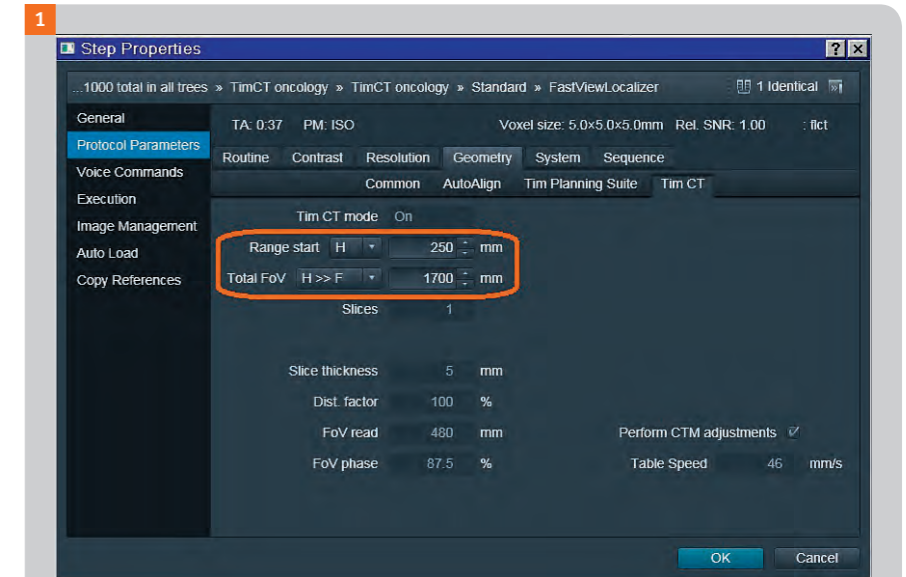 1
Step Properties
? ×
...1000 total in all trees » TimCT oncology » TimCT oncology » Standard » FastViewLocalizer 1 Identical
General
Protocol Parameters
Voice Commands
Execution
Image Management
Auto Load
Copy References
TA: 0:37 PM: ISO Voxel size: 5.0×5.0×5.0mm Rel. SNR: 1.00 : flct
Routine Contrast Resolution Geometry System Sequence
Common AutoAlign Tim Planning Suite Tim CT
Tim CT mode On
Range start H 250 mm
Total FoV H >> F 1700 mm
Slices 1
Slice thickness 5 mm
Dist. factor 100 %
FoV read 480 mm Perform CTM adjustments
FoV phase 87.5 % Table Speed 46 mm/s
OK Cancel